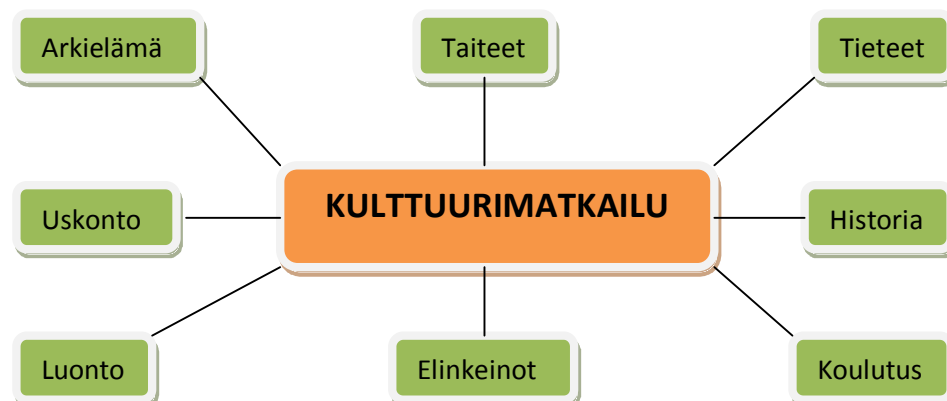 Arkielämä
Taiteet
Tieteet
KULTTUURIMATKAILU
Uskonto
Historia
Luonto
Elinkeinot
Koulutus